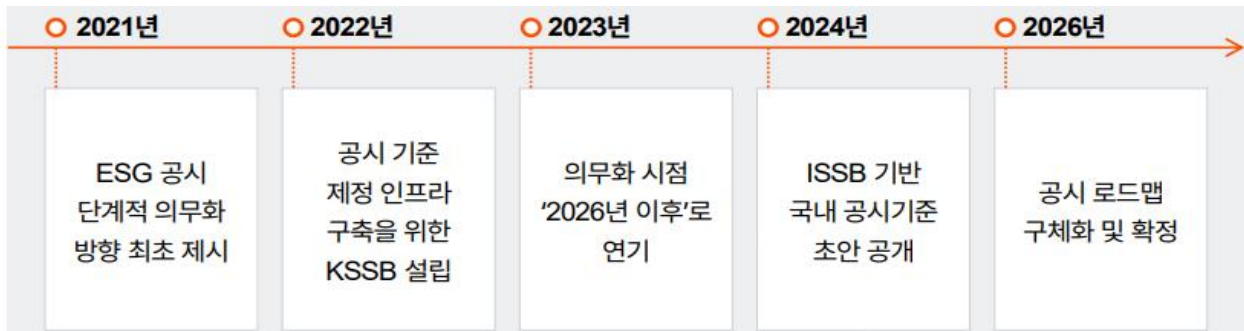 2021년
2022년
2023년
2024년
2026년
ESG 공시
단계적 의무화
방향 최초 제시
공시 기준
제정 인프라
구축을 위한
KSSB 설립
의무화 시점
‘2026년 이후’로
연기
ISSB 기반
국내 공시기준
초안 공개
공시 로드맵
구체화 및 확정